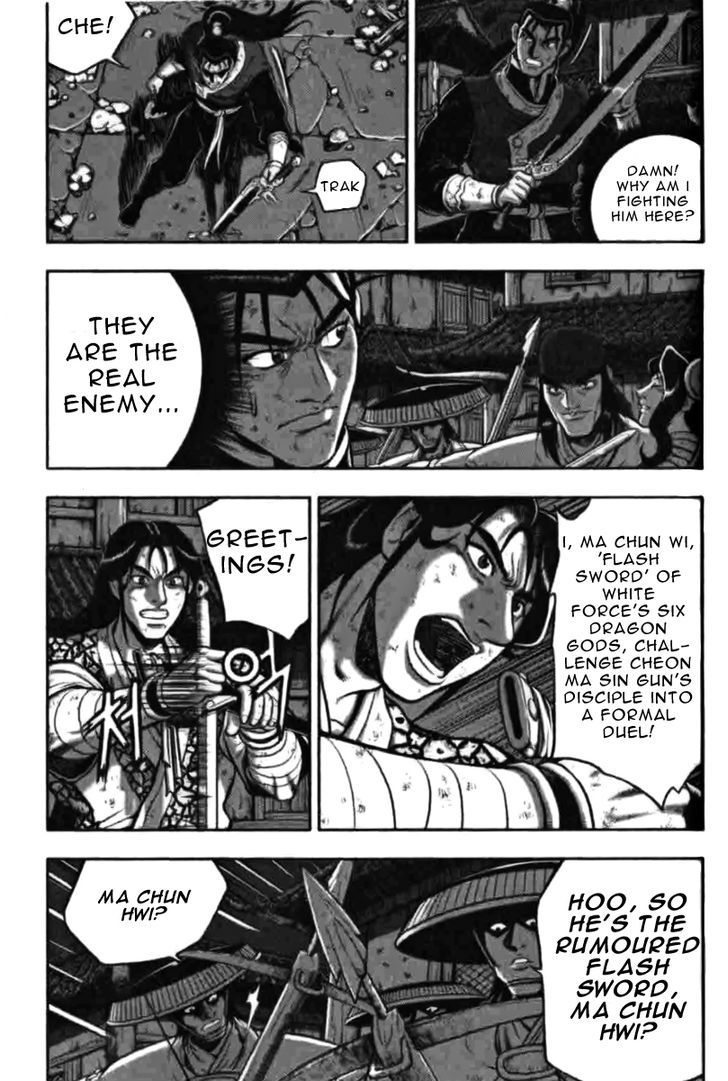 CHE!
TRAK
DAMN!
WHY AM I
FIGHTING
HIM HERE?
THEY
ARE THE
REAL
ENEMY...
GREET-
INGS!
척
I, MA CHUN WI,
'FLASH
SWORD' OF
WHITE
FORCE'S SIX
DRAGON
GODS, CHAL-
LENGE CHEON
MA SIN GUN'S
DISCIPLE INTO
A FORMAL
DUEL!
MA CHUN
HWI?
HOO, SO
HE'S THE
RUMOURED
FLASH
SWORD,
MA CHUN
HWI?